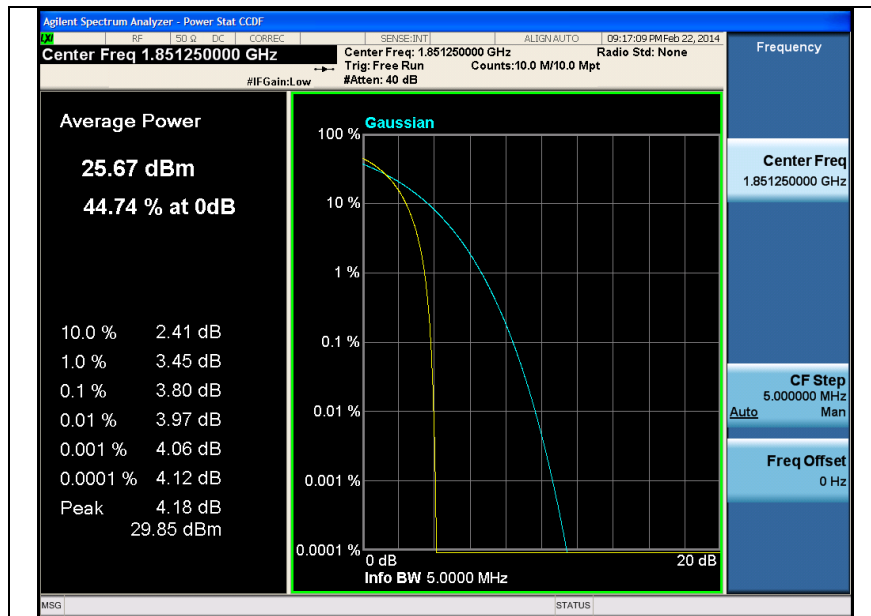 Agilent Spectrum Analyzer - Power Stat CCDF
LXI RF 50 Ω DC CORREC SENSE:INT ALIGN AUTO 09:17:09 PM Feb 22, 2014
Center Freq 1.851250000 GHz
Center Freq: 1.851250000 GHz Radio Std: None
Trig: Free Run Counts:10.0 M/10.0 Mpt
#IFGain:Low #Atten: 40 dB
Average Power
25.67 dBm
44.74 % at 0dB
10.0 % 2.41 dB
1.0 % 3.45 dB
0.1 % 3.80 dB
0.01 % 3.97 dB
0.001 % 4.06 dB
0.0001 % 4.12 dB
Peak 4.18 dB
29.85 dBm
Gaussian
100 %
10 %
1 %
0.1 %
0.01 %
0.001 %
0.0001 %
0 dB 20 dB
Info BW 5.0000 MHz
Frequency
Center Freq
1.851250000 GHz
CF Step
5.000000 MHz
Auto Man
Freq Offset
0 Hz
MSG STATUS